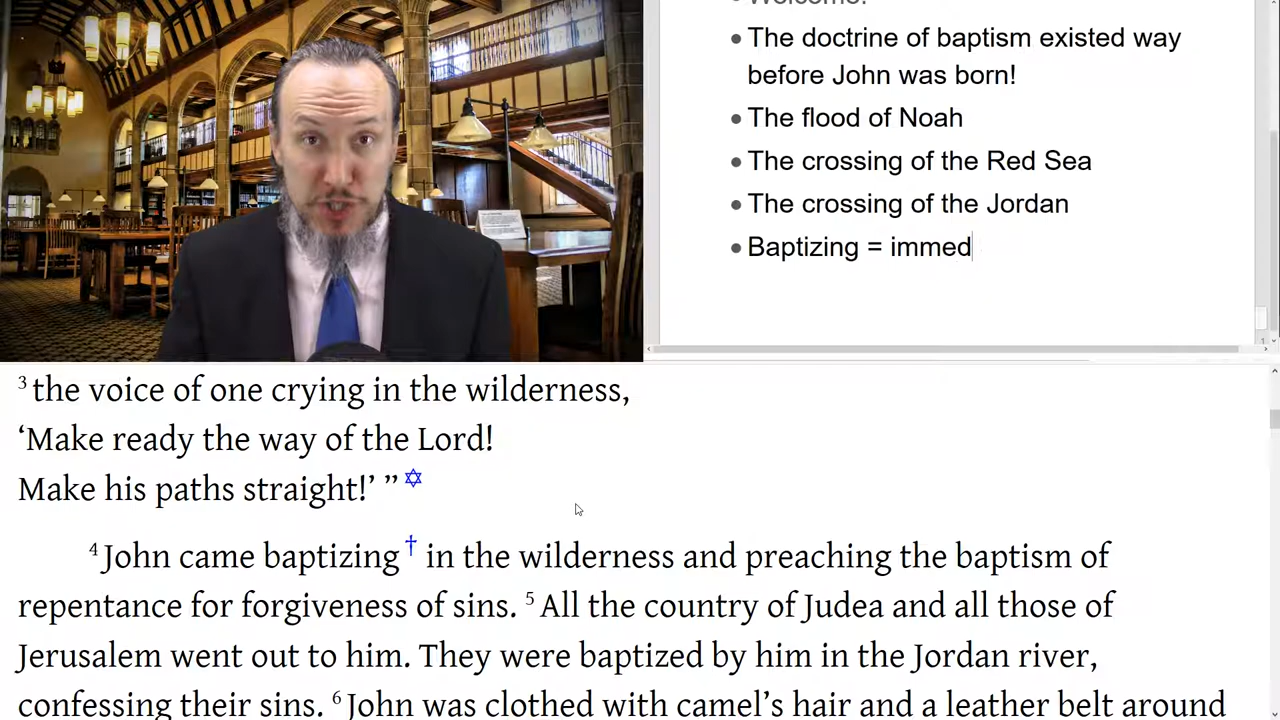 Welcome!
The doctrine of baptism existed way
before John was born!
The flood of Noah
The crossing of the Red Sea
The crossing of the Jordan
Baptizing = immed
3 the voice of one crying in the wilderness,
‘Make ready the way of the Lord!
Make his paths straight!’ ” ✡
4 John came baptizing † in the wilderness and preaching the baptism of
repentance for forgiveness of sins. 5 All the country of Judea and all those of
Jerusalem went out to him. They were baptized by him in the Jordan river,
confessing their sins. 6 John was clothed with camel’s hair and a leather belt around